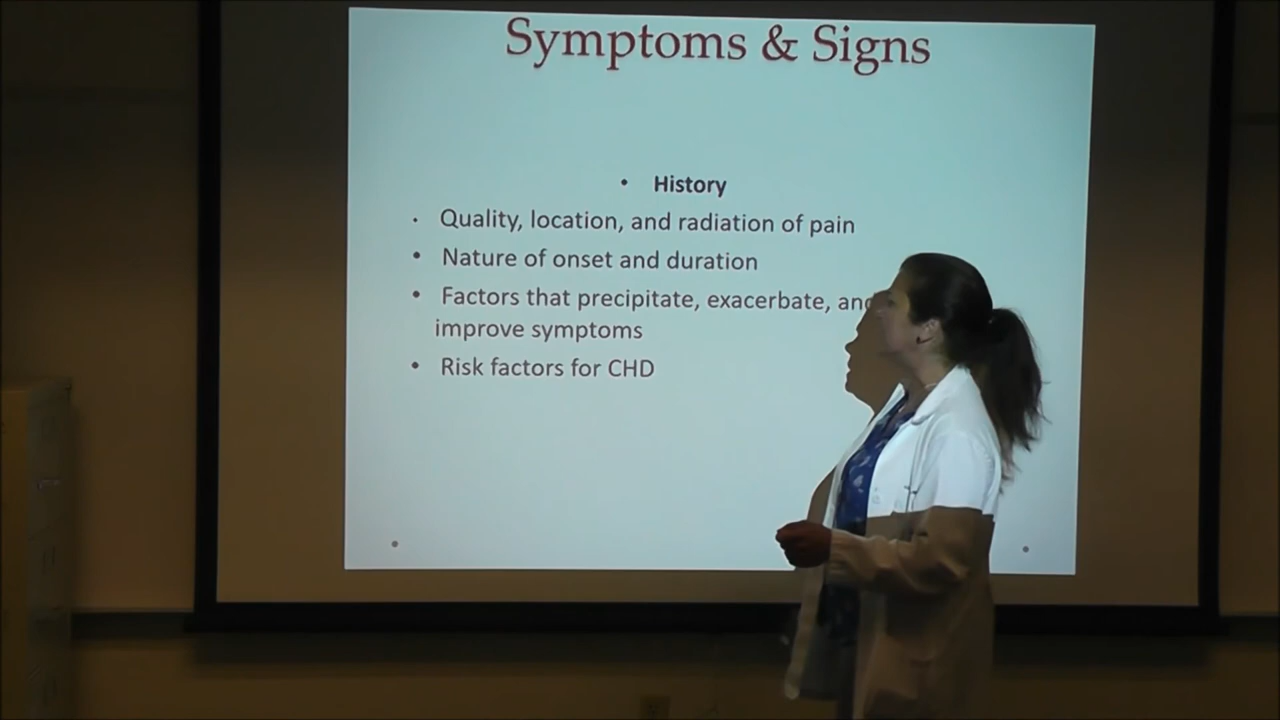 Symptoms & Signs
• History
• Quality, location, and radiation of pain
• Nature of onset and duration
• Factors that precipitate, exacerbate, and
improve symptoms
• Risk factors for CHD